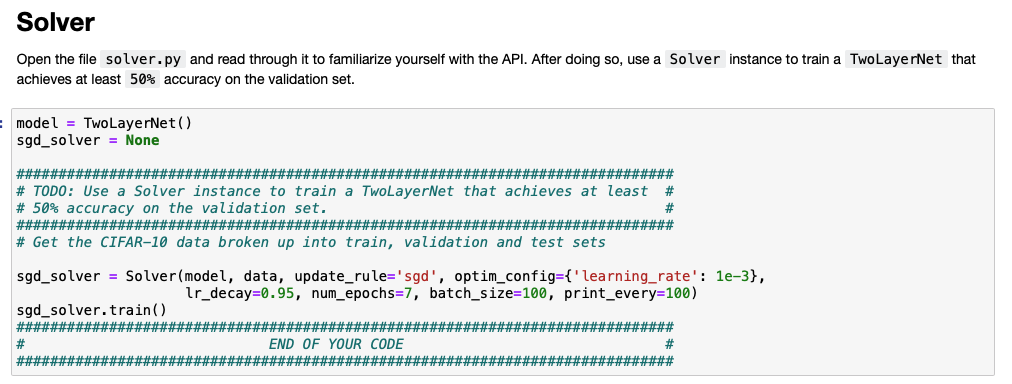 Solver
Open the file solver.py and read through it to familiarize yourself with the API. After doing so, use a Solver instance to train a TwoLayerNet that
achieves at least 50% accuracy on the validation set.
:
model = TwoLayerNet()
sgd_solver = None
##############################################################################
# TODO: Use a Solver instance to train a TwoLayerNet that achieves at least  #
# 50% accuracy on the validation set.                                        #
##############################################################################
# Get the CIFAR-10 data broken up into train, validation and test sets
sgd_solver = Solver(model, data, update_rule='sgd', optim_config={'learning_rate': 1e-3},
                    lr_decay=0.95, num_epochs=7, batch_size=100, print_every=100)
sgd_solver.train()
##############################################################################
#                             END OF YOUR CODE                               #
##############################################################################